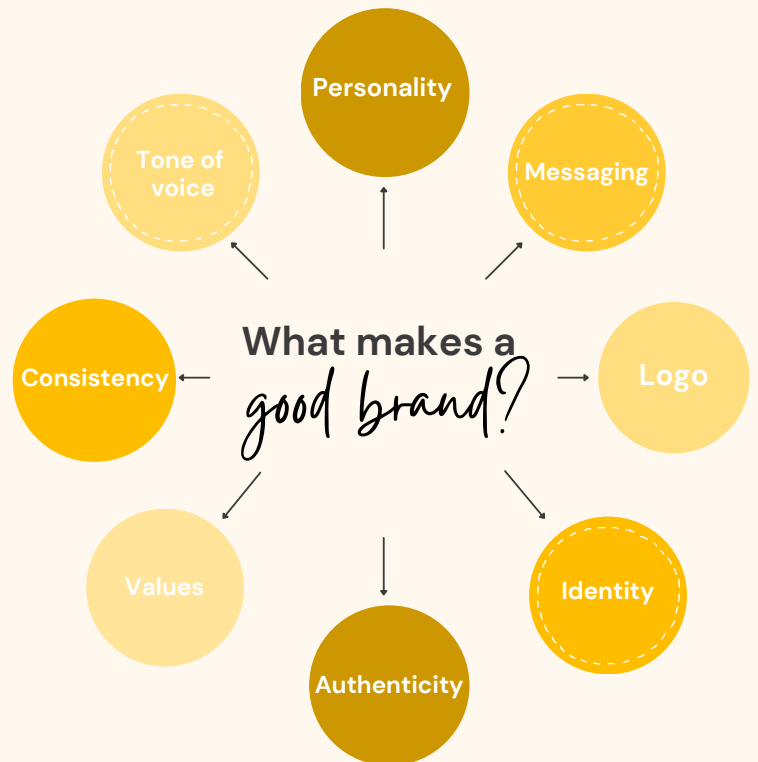 Personality
Tone of
voice
Messaging
What makes a
good brand?
Consistency
Logo
Values
Identity
Authenticity